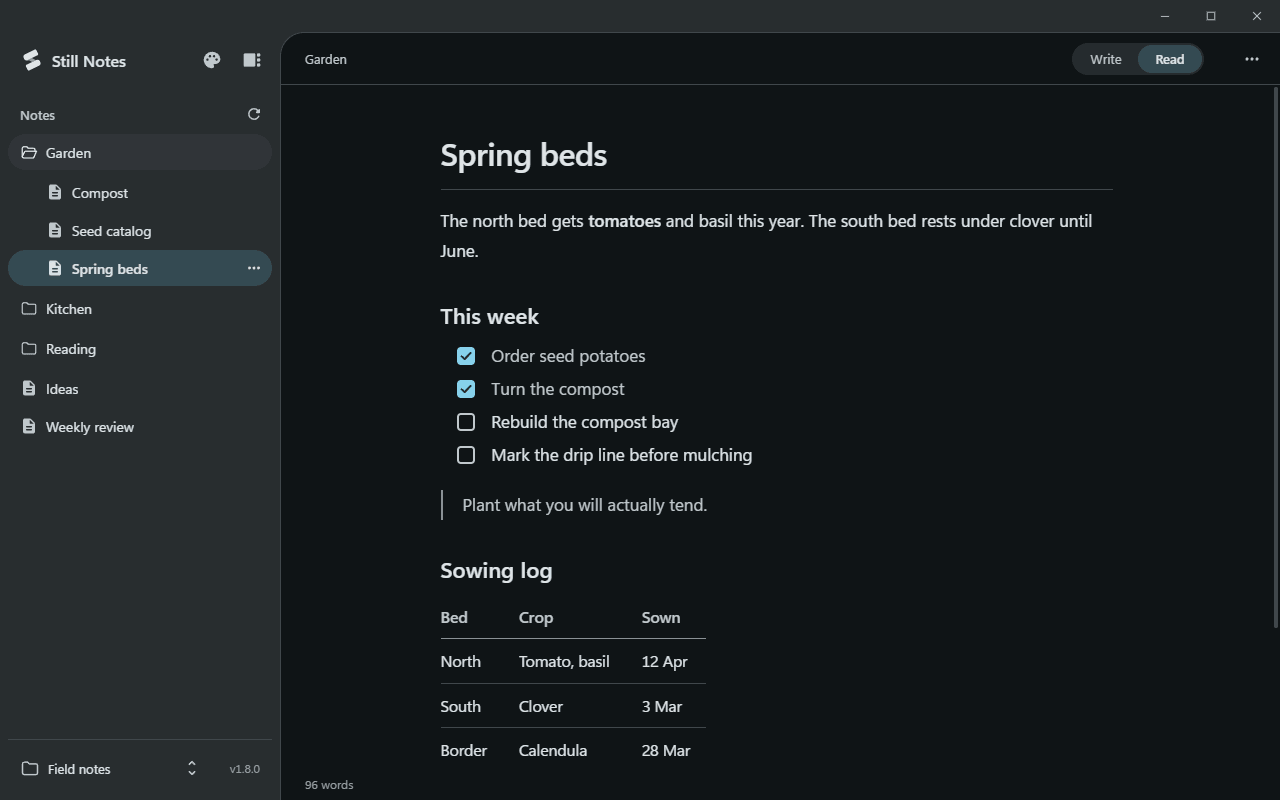 Still Notes
Notes
Garden
Compost
Seed catalog
Spring beds
Kitchen
Reading
Ideas
Weekly review
Field notes
v1.8.0
Garden
Write
Read
Spring beds
The north bed gets tomatoes and basil this year. The south bed rests under clover until
June.
This week
Order seed potatoes
Turn the compost
Rebuild the compost bay
Mark the drip line before mulching
Plant what you will actually tend.
Sowing log
Bed Crop Sown
North Tomato, basil 12 Apr
South Clover 3 Mar
Border Calendula 28 Mar
96 words